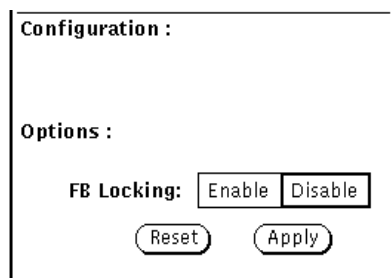 Configuration :
Options :
FB Locking: Enable Disable
Reset Apply